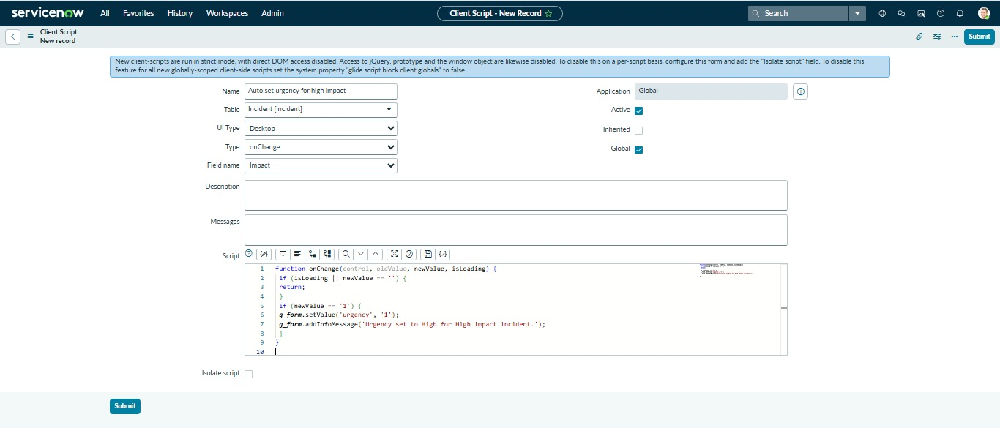 servicenow All Favorites History Workspaces Admin Client Script - New Record ☆ Search
Client Script
New record
Submit
New client-scripts are run in strict mode, with direct DOM access disabled. Access to jQuery, prototype and the window object are likewise disabled. To disable this on a per-script basis, configure this form and add the "Isolate script" field. To disable this
feature for all new globally-scoped client-side scripts set the system property "glide.script.block.client.globals" to false.
Name Auto set urgency for high impact
Application Global
Table Incident [incident]
Active
UI Type Desktop
Inherited
Type onChange
Global
Field name Impact
Description
Messages
Script
1 function onChange(control, oldValue, newValue, isLoading) {
2 if (isLoading || newValue == '') {
3 return;
4 }
5 if (newValue == '1') {
6 g_form.setValue('urgency', '1');
7 g_form.addInfoMessage('Urgency set to High for High impact incident.');
8 }
9 }
10
Isolate script
Submit